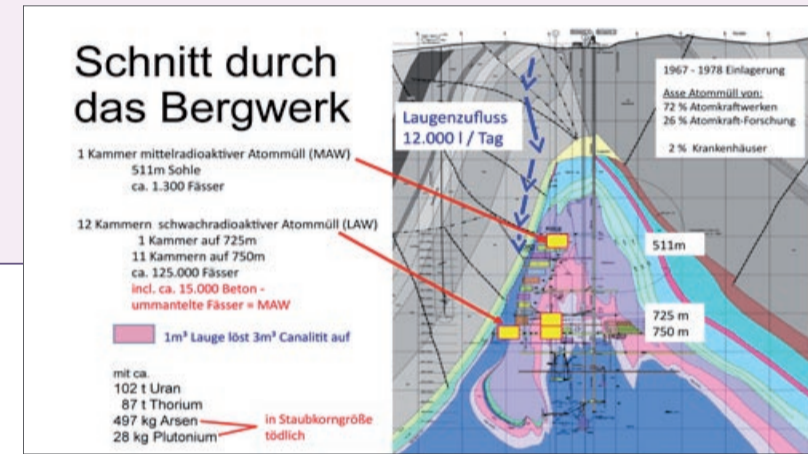 Schnitt durch
das Bergwerk
1 Kammer mittelradioaktiver Atommüll (MAW)
511m Sohle
ca. 1.300 Fässer
12 Kammern schwachradioaktiver Atommüll (LAW)
1 Kammer auf 725m
11 Kammern auf 750m
ca. 125.000 Fässer
incl. ca. 15.000 Beton -
ummantelte Fässer = MAW
1m³ Lauge löst 3m³ Canalitit auf
mit ca.
102 t Uran
87 t Thorium
497 kg Arsen
28 kg Plutonium
in Staubkorngröße
tödlich
Laugenzufluss
12.000 l / Tag
1967 - 1978 Einlagerung
Asse Atommüll von:
72 % Atomkraftwerken
26 % Atomkraft-Forschung
2 % Krankenhäuser
511m
725 m
750 m